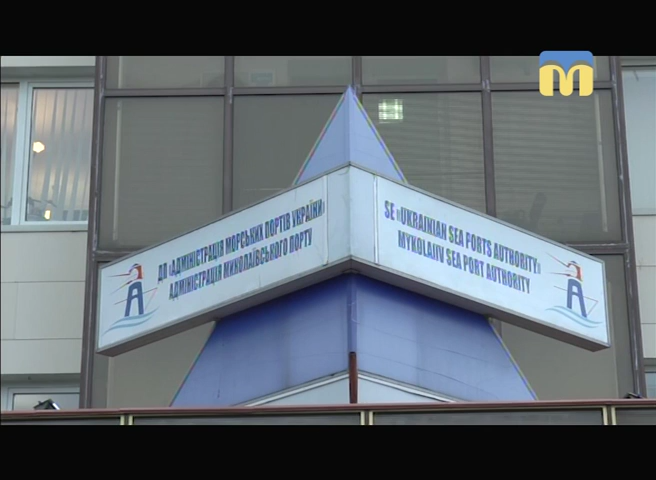 М
ДП «АДМІНІСТРАЦІЯ МОРСЬКИХ ПОРТІВ УКРАЇНИ»
АДМІНІСТРАЦІЯ МИКОЛАЇВСЬКОГО ПОРТУ
SE «UKRAINIAN SEA PORTS AUTHORITY»
MYKOLAIV SEA PORT AUTHORITY